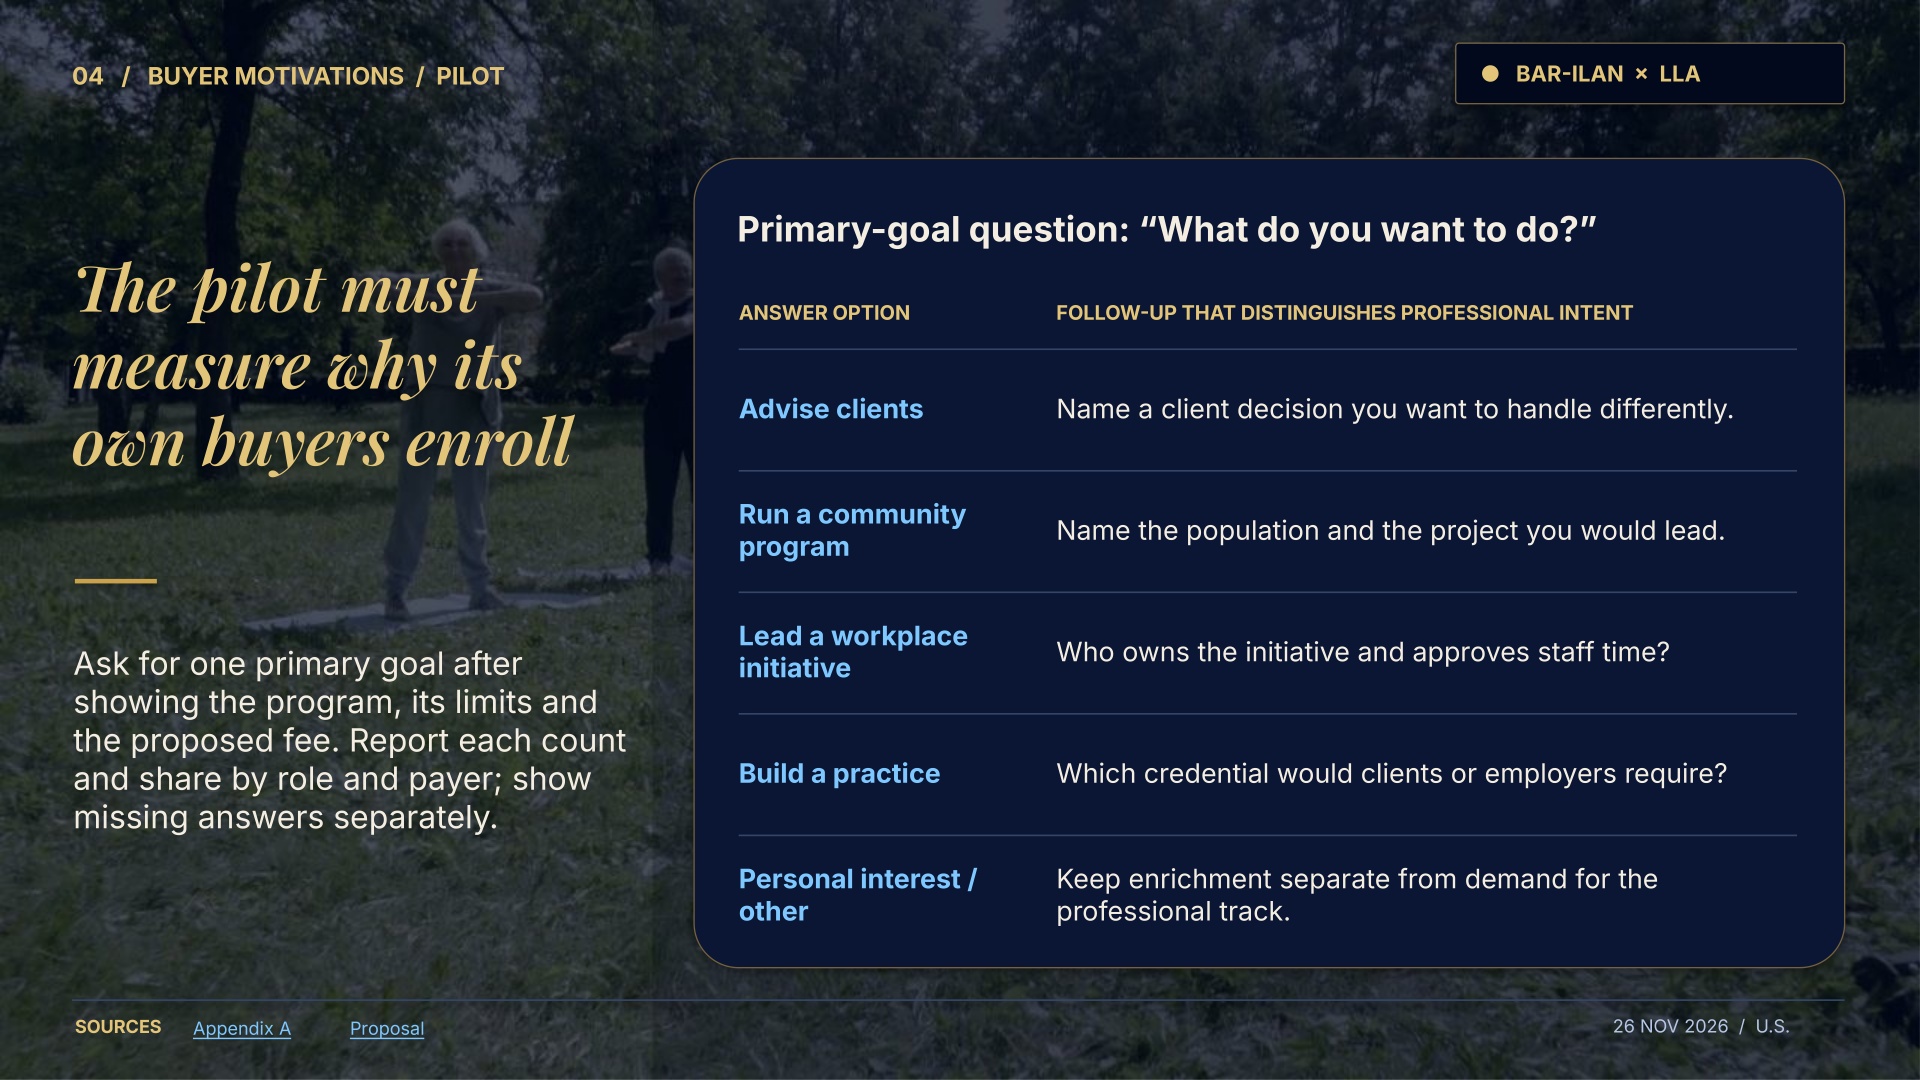 04 / BUYER MOTIVATIONS / PILOT
BAR-ILAN × LLA
The pilot must
measure why its
own buyers enroll
Ask for one primary goal after
showing the program, its limits and
the proposed fee. Report each count
and share by role and payer; show
missing answers separately.
Primary-goal question: “What do you want to do?”
ANSWER OPTION
FOLLOW-UP THAT DISTINGUISHES PROFESSIONAL INTENT
Advise clients
Name a client decision you want to handle differently.
Run a community
program
Name the population and the project you would lead.
Lead a workplace
initiative
Who owns the initiative and approves staff time?
Build a practice
Which credential would clients or employers require?
Personal interest /
other
Keep enrichment separate from demand for the
professional track.
SOURCES
Appendix A
Proposal
26 NOV 2026 / U.S.